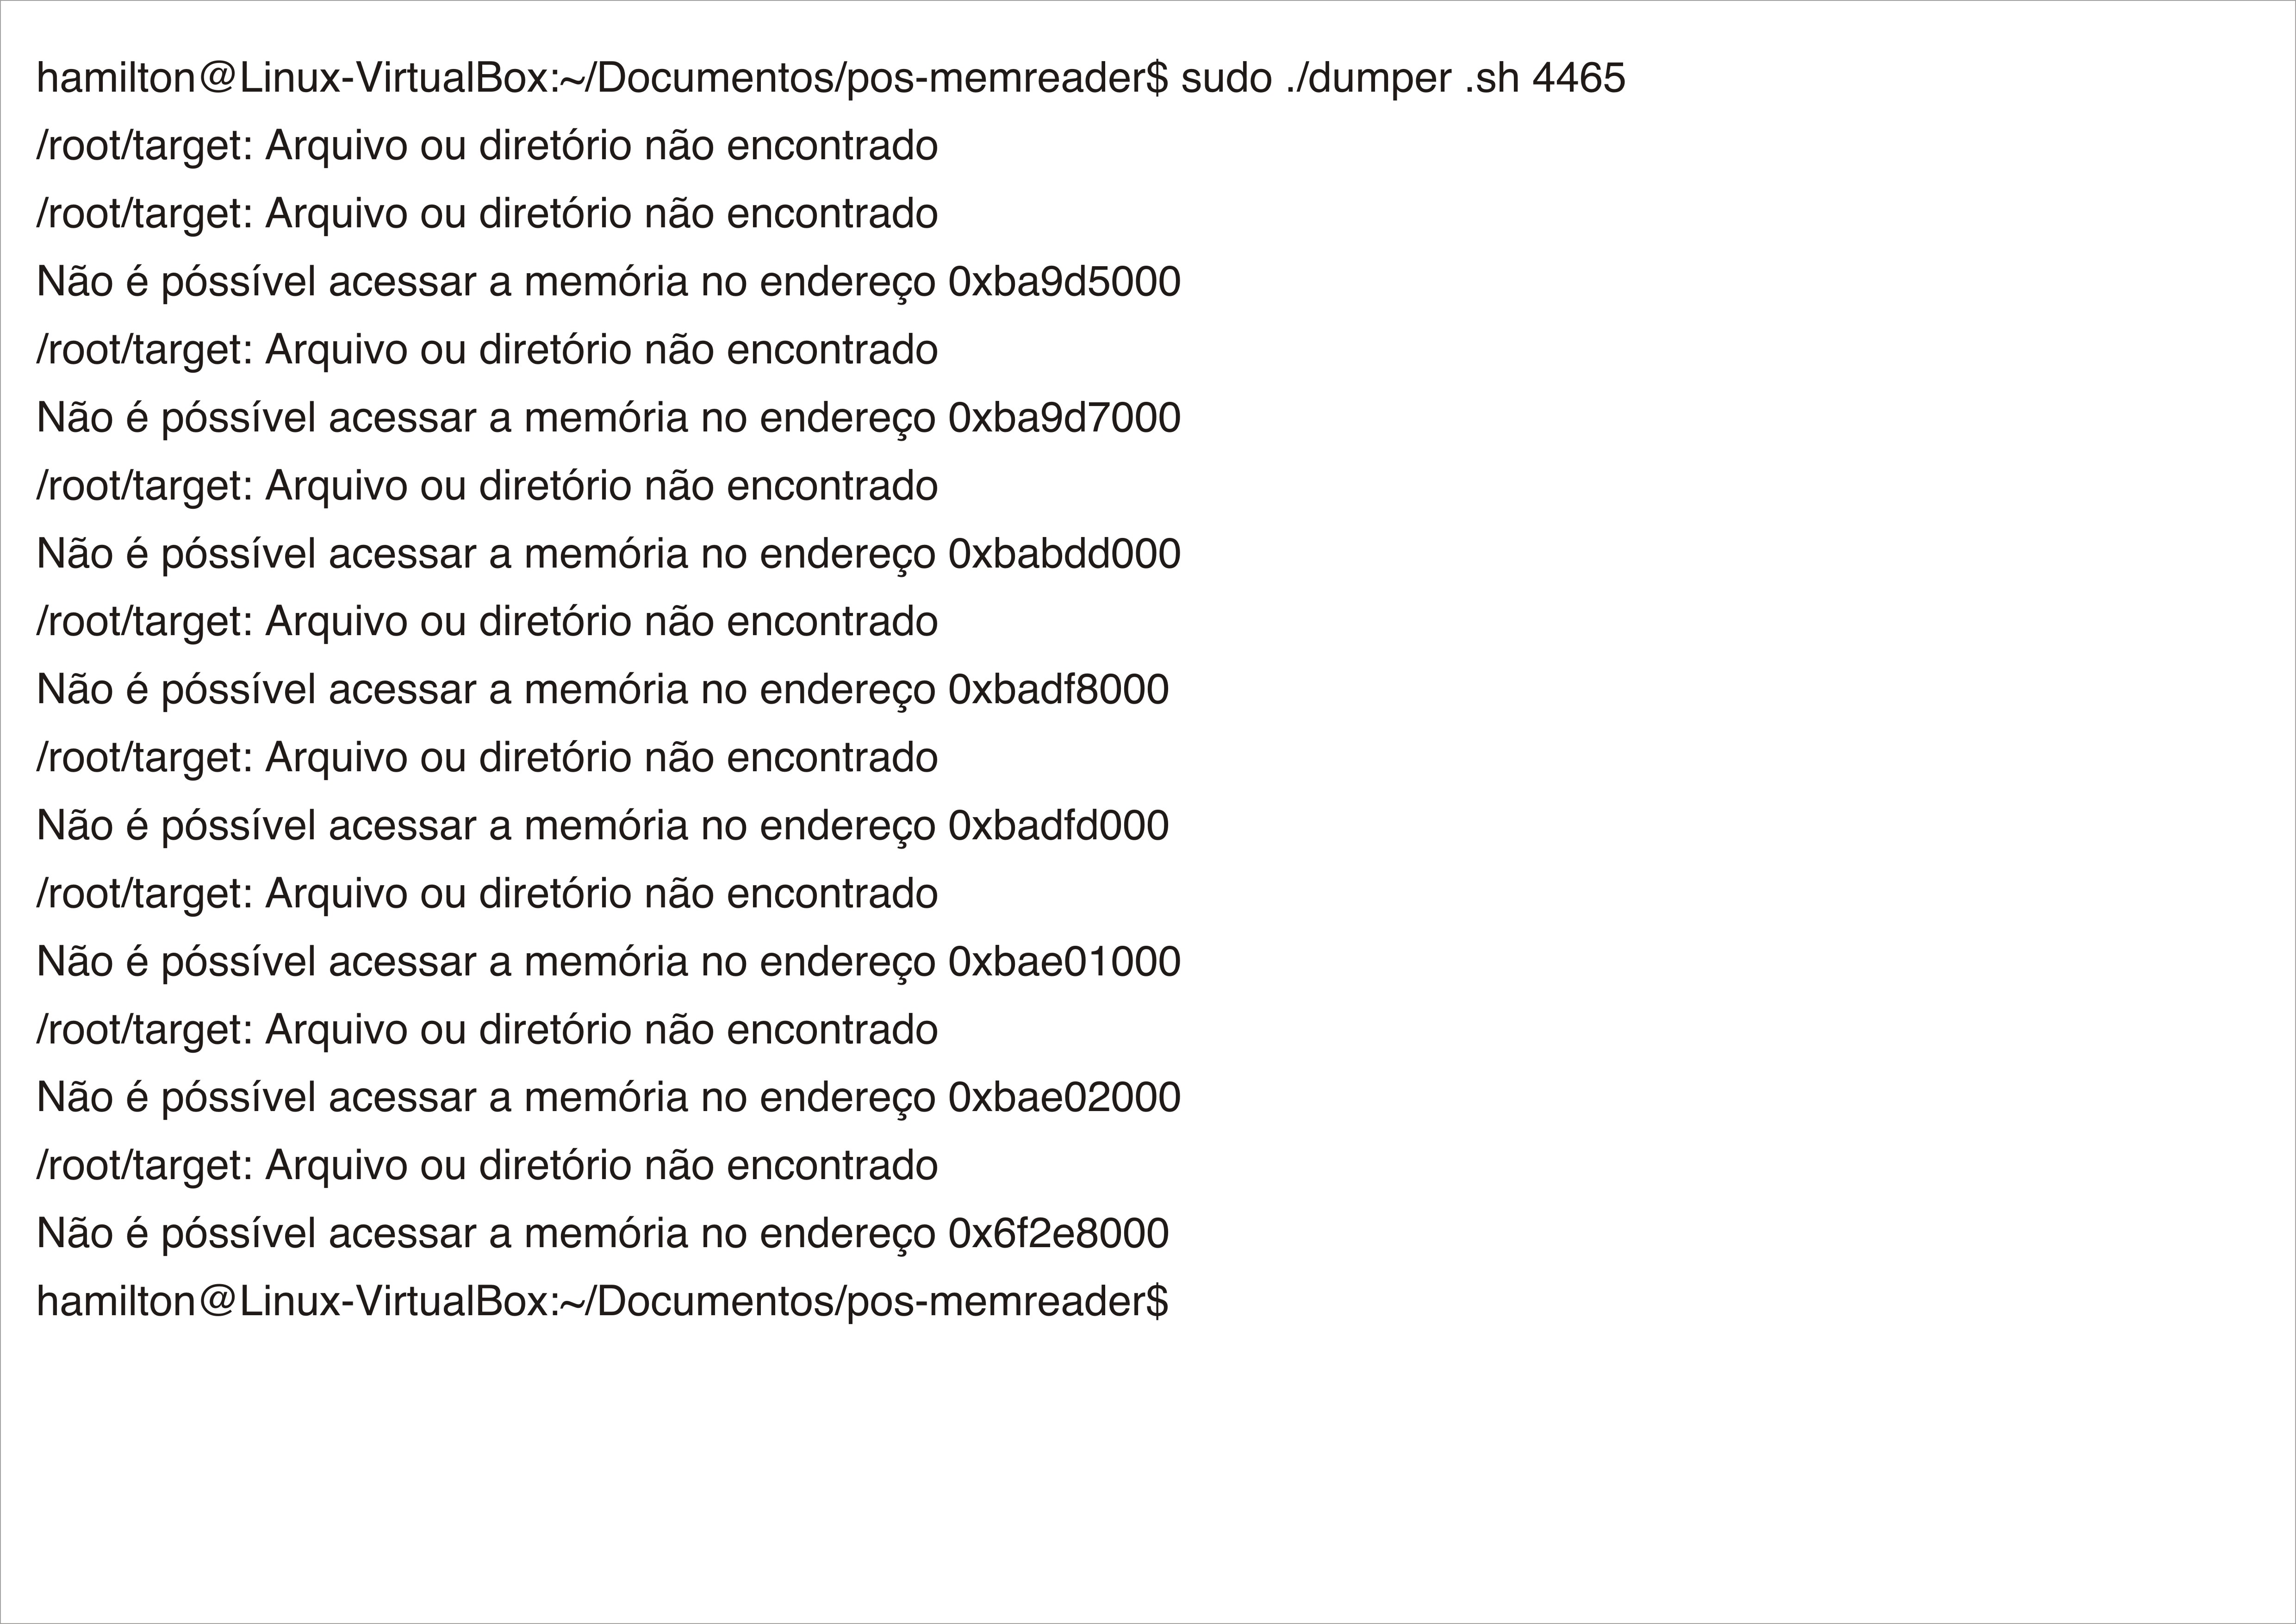 hamilton@Linux-VirtualBox:~/Documentos/pos-memreader$ sudo ./dumper .sh 4465
/root/target: Arquivo ou diretório não encontrado
/root/target: Arquivo ou diretório não encontrado
Não é póssível acessar a memória no endereço 0xba9d5000
/root/target: Arquivo ou diretório não encontrado
Não é póssível acessar a memória no endereço 0xba9d7000
/root/target: Arquivo ou diretório não encontrado
Não é póssível acessar a memória no endereço 0xbabdd000
/root/target: Arquivo ou diretório não encontrado
Não é póssível acessar a memória no endereço 0xbadf8000
/root/target: Arquivo ou diretório não encontrado
Não é póssível acessar a memória no endereço 0xbadfd000
/root/target: Arquivo ou diretório não encontrado
Não é póssível acessar a memória no endereço 0xbae01000
/root/target: Arquivo ou diretório não encontrado
Não é póssível acessar a memória no endereço 0xbae02000
/root/target: Arquivo ou diretório não encontrado
Não é póssível acessar a memória no endereço 0x6f2e8000
hamilton@Linux-VirtualBox:~/Documentos/pos-memreader$